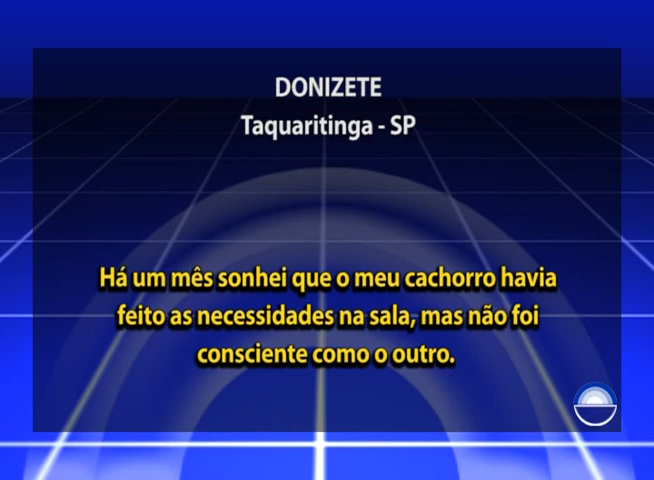 DONIZETE
Taquaritinga - SP
Há um mês sonhei que o meu cachorro havia
feito as necessidades na sala, mas não foi
consciente como o outro.